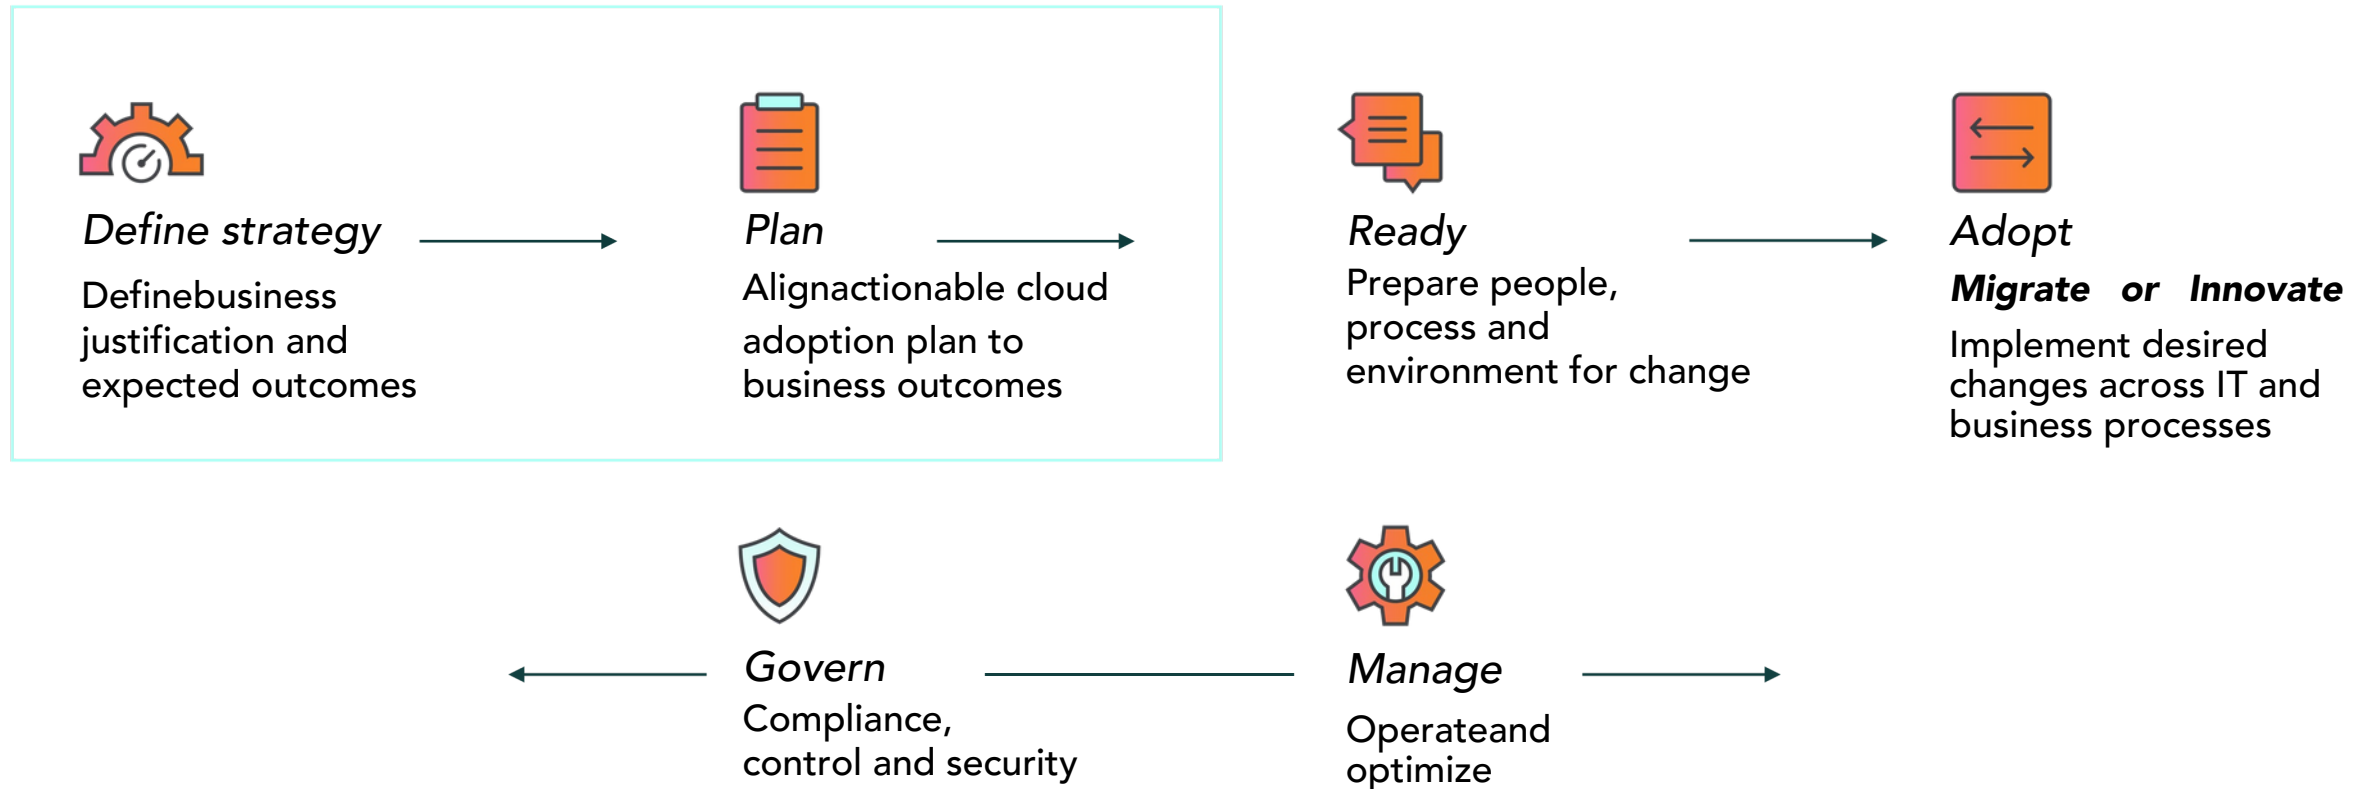 Define strategy
Definebusiness
justification and
expected outcomes
Plan
Alignactionable cloud
adoption plan to
business outcomes
Ready
Prepare people,
process and
environment for change
Adopt
Migrate or Innovate
Implement desired
changes across IT and
business processes
Govern
Compliance,
control and security
Manage
Operateand
optimize